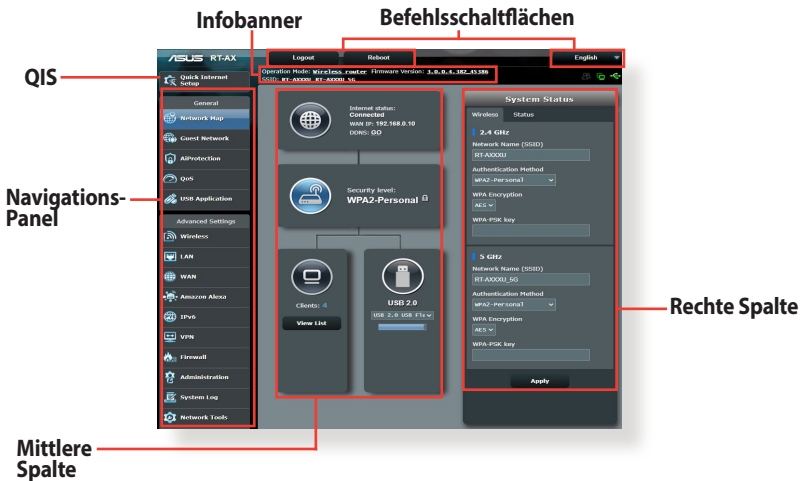 Infobanner
Befehlsschaltflächen
QIS
Navigations-
Panel
Mittlere
Spalte
Rechte Spalte
ASUS RT-AX
Logout
Reboot
English
Quick Internet
Setup
Operation Mode: Wireless router Firmware Version: 3.0.0.4.382_45386
SSID: RT-AXXXU RT-AXXXU_5G
General
Network Map
Guest Network
AiProtection
QoS
USB Application
Advanced Settings
Wireless
LAN
WAN
Amazon Alexa
IPv6
VPN
Firewall
Administration
System Log
Network Tools
Internet status:
Connected
WAN IP: 192.168.0.10
DDNS: GO
Security level:
WPA2-Personal
Clients: 4
View List
USB 2.0
USB 2.0 USB Fla
System Status
Wireless
Status
2.4 GHz
Network Name (SSID)
RT-AXXXU
Authentication Method
WPA2-Personal
WPA Encryption
AES
WPA-PSK key
5 GHz
Network Name (SSID)
RT-AXXXU_5G
Authentication Method
WPA2-Personal
WPA Encryption
AES
WPA-PSK key
Apply